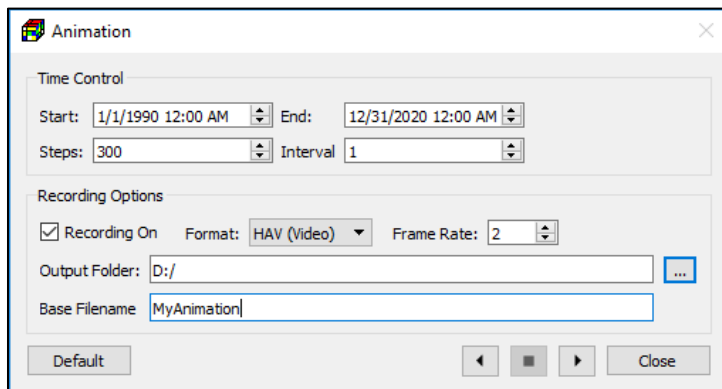 Animation
Time Control
Start: 1/1/1990 12:00 AM End: 12/31/2020 12:00 AM
Steps: 300 Interval 1
Recording Options
Recording On Format: HAV (Video) Frame Rate: 2
Output Folder: D:/ ...
Base Filename MyAnimation
Default Close